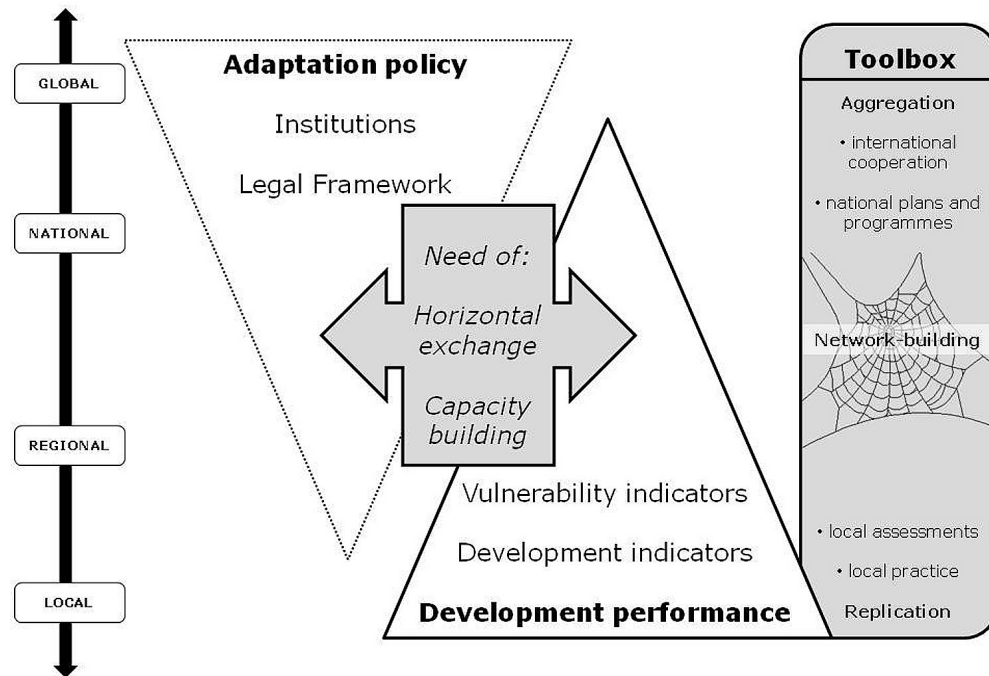 GLOBAL
NATIONAL
REGIONAL
LOCAL
Adaptation policy
Institutions
Legal Framework
Need of:
Horizontal
exchange
Capacity
building
Vulnerability indicators
Development indicators
Development performance
Toolbox
Aggregation
• international
cooperation
• national plans and
programmes
Network-building
• local assessments
• local practice
Replication